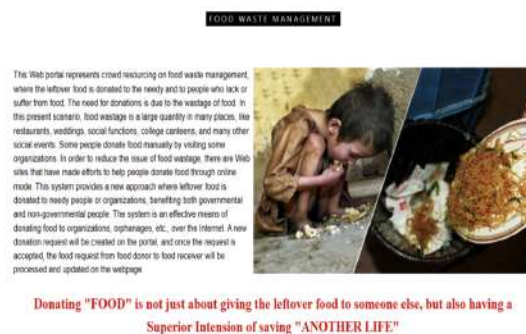 FOOD WASTE MANAGEMENT
This Web portal represents crowd resourcing on food waste management,
where the leftover food is donated to the needy and to people who lack or
suffer from food. The need for donations is due to the wastage of food. In
this present scenario, food wastage is a large quantity in many places, like
restaurants, weddings, social functions, college canteens, and many other
social events. Some people donate food manually by visiting some
organizations. In order to reduce the issue of food wastage, there are Web
sites that have made efforts to help people donate food through online
mode. This system provides a new approach where leftover food is
donated to needy people or organizations, benefiting both governmental
and non-governmental people. The system is an effective means of
donating food to organizations, orphanages, etc., over the Internet. A new
donation request will be created on the portal, and once the request is
accepted, the food request from food donor to food receiver will be
processed and updated on the webpage
Donating "FOOD" is not just about giving the leftover food to someone else, but also having a
Superior Intension of saving "ANOTHER LIFE"